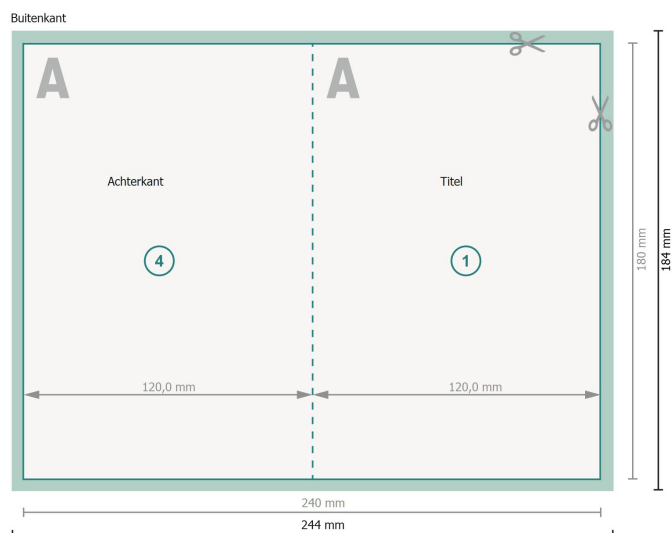 Buitenkant
A
A
Achterkant
Titel
4
1
180 mm
184 mm
120,0 mm
120,0 mm
240 mm
244 mm